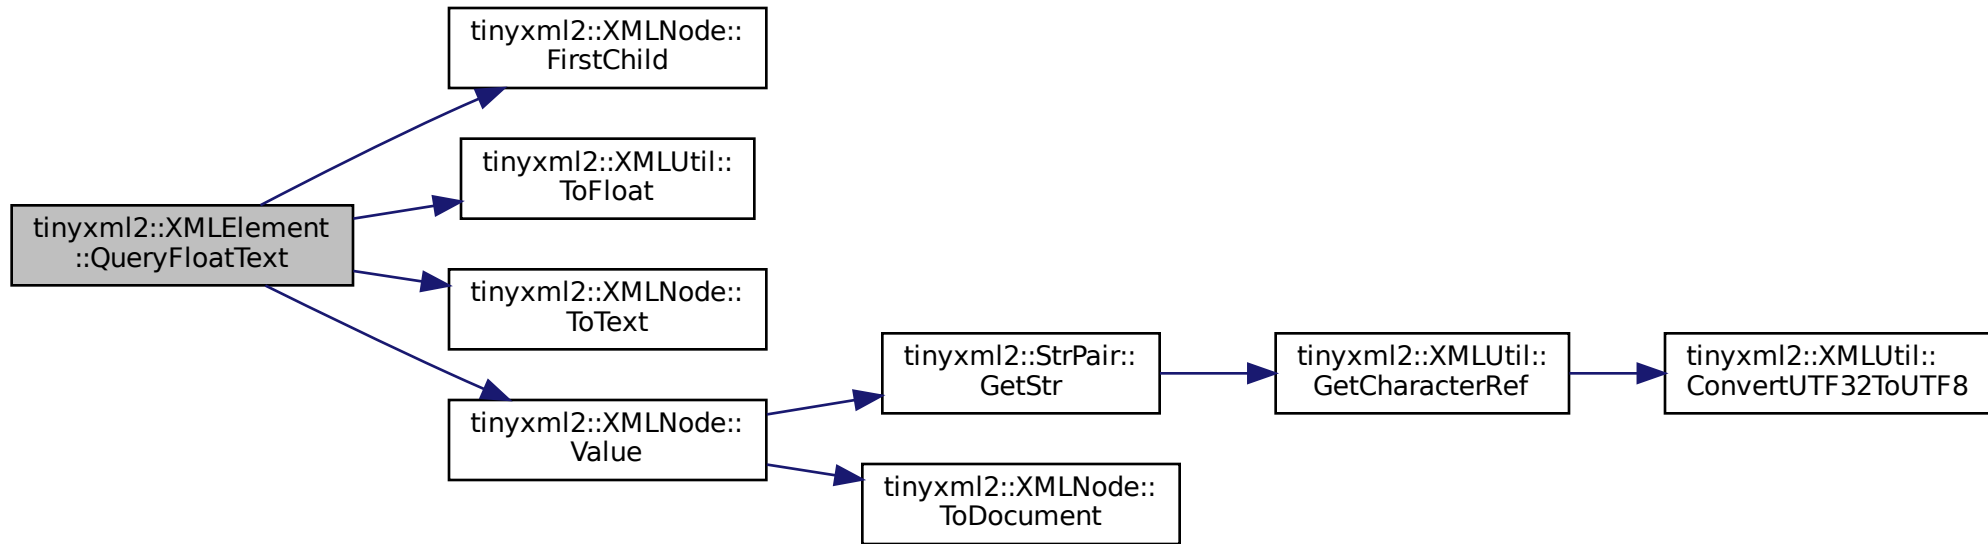 tinyxml2::XMLNode::
FirstChild
tinyxml2::XMLUtil::
ToFloat
tinyxml2::XMLElement
::QueryFloatText
tinyxml2::XMLNode::
ToText
tinyxml2::StrPair::
GetStr
tinyxml2::XMLUtil::
GetCharacterRef
tinyxml2::XMLUtil::
ConvertUTF32ToUTF8
tinyxml2::XMLNode::
Value
tinyxml2::XMLNode::
ToDocument